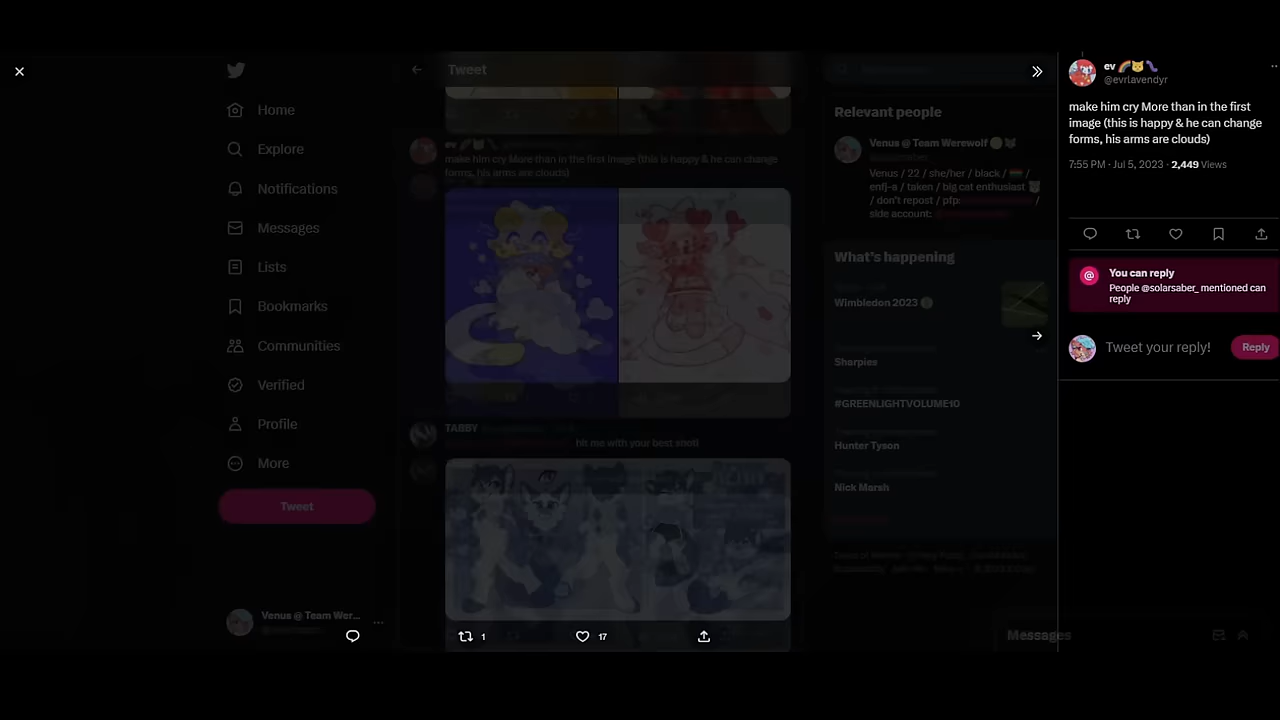 Home
Explore
Notifications
Messages
Lists
Bookmarks
Communities
Verified
Profile
More
Tweet
Venus @ Team Wer...
Tweet
ev
make him cry More than in the first image (this is happy & he can change
forms, his arms are clouds)
TABBY
hit me with your best shot!
1
17
Relevant people
Venus @ Team Werewolf
Venus / 22 / she/her / black / /
enfj-a / taken / big cat enthusiast
/ don't repost / pfp: /
side account:
What's happening
Wimbledon 2023
Sharpies
#GREENLIGHTVOLUME10
Hunter Tyson
Nick Marsh
Messages
ev
@evrlavendyr
make him cry More than in the first
image (this is happy & he can change
forms, his arms are clouds)
7:55 PM · Jul 5, 2023 · 2,449 Views
You can reply
People @solarsaber_ mentioned can
reply
Tweet your reply!
Reply